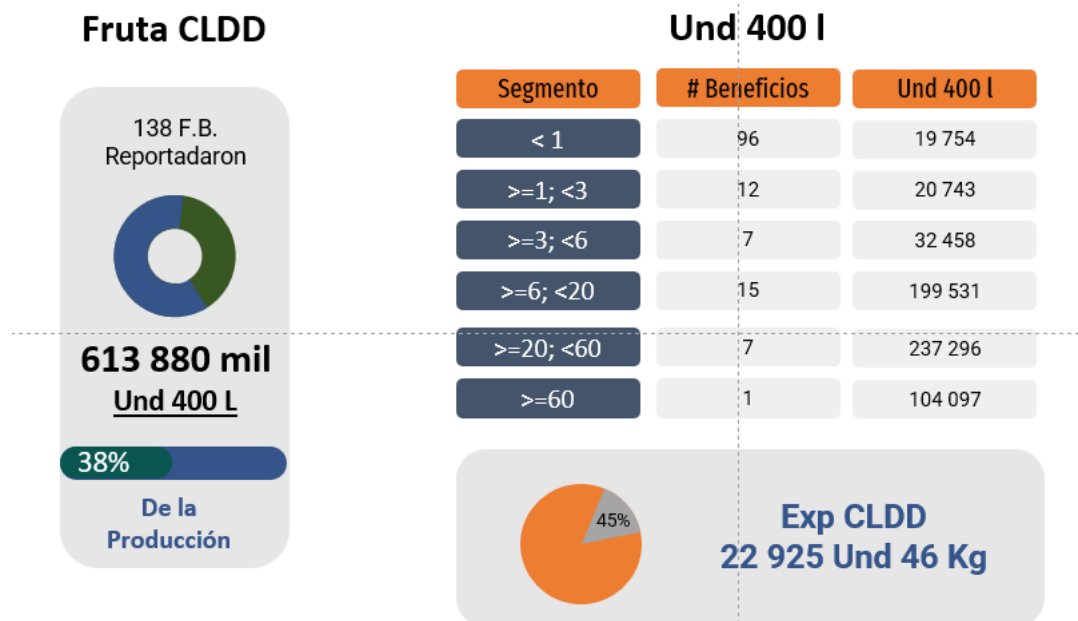 Fruta CLDD
138 F.B.
Reportadaron
613 880 mil
Und 400 L
38%
De la
Producción
Und 400 l
Segmento # Beneficios Und 400 l
< 1 96 19 754
>=1; <3 12 20 743
>=3; <6 7 32 458
>=6; <20 15 199 531
>=20; <60 7 237 296
>=60 1 104 097
45%
Exp CLDD
22 925 Und 46 Kg